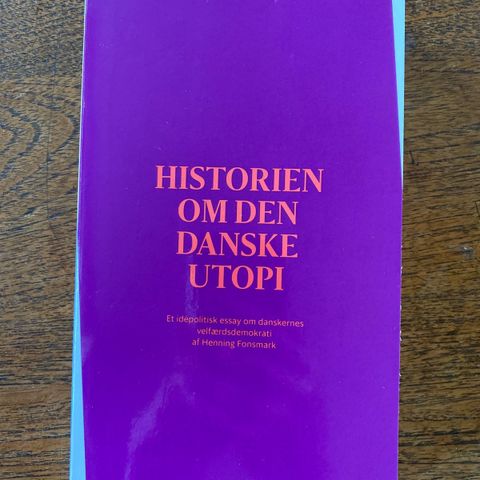 HISTORIEN
OM DEN
DANSKE
UTOPI
Et idépolitisk essay om danskernes
velfærdsdemokrati
af Henning Fonsmark